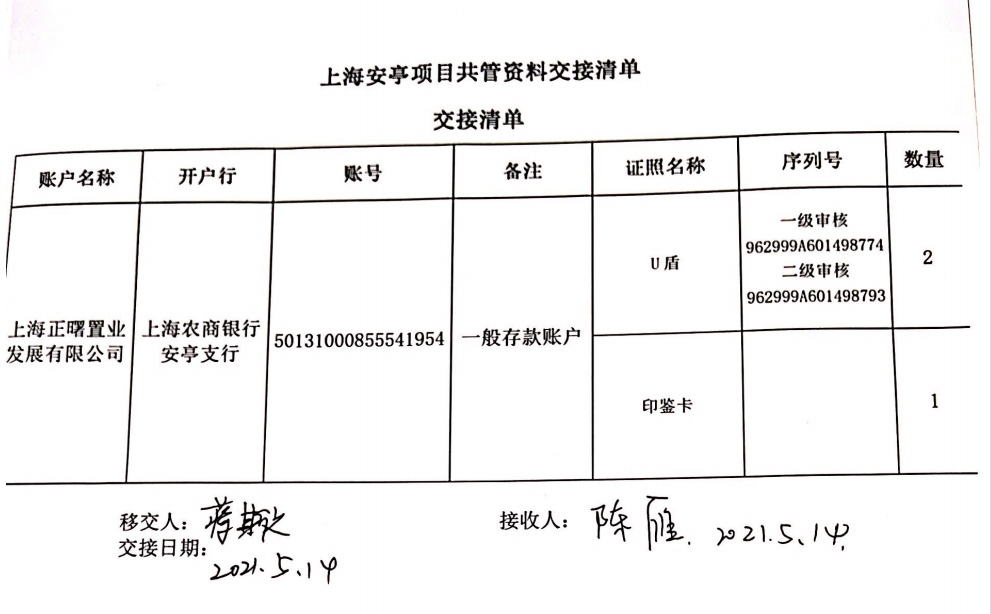 上海安亭项目共管资料交接清单
交接清单
账户名称 开户行 账号 备注 证照名称 序列号 数量
上海正曙置业
发展有限公司
上海农商银行
安亭支行
50131000855541954
一般存款账户
U盾
一级审核
962999A601498774
二级审核
962999A601498793
2
印鉴卡
1
移交人：蒋
接收人：陈雁 2021.5.14
交接日期：
2021.5.14